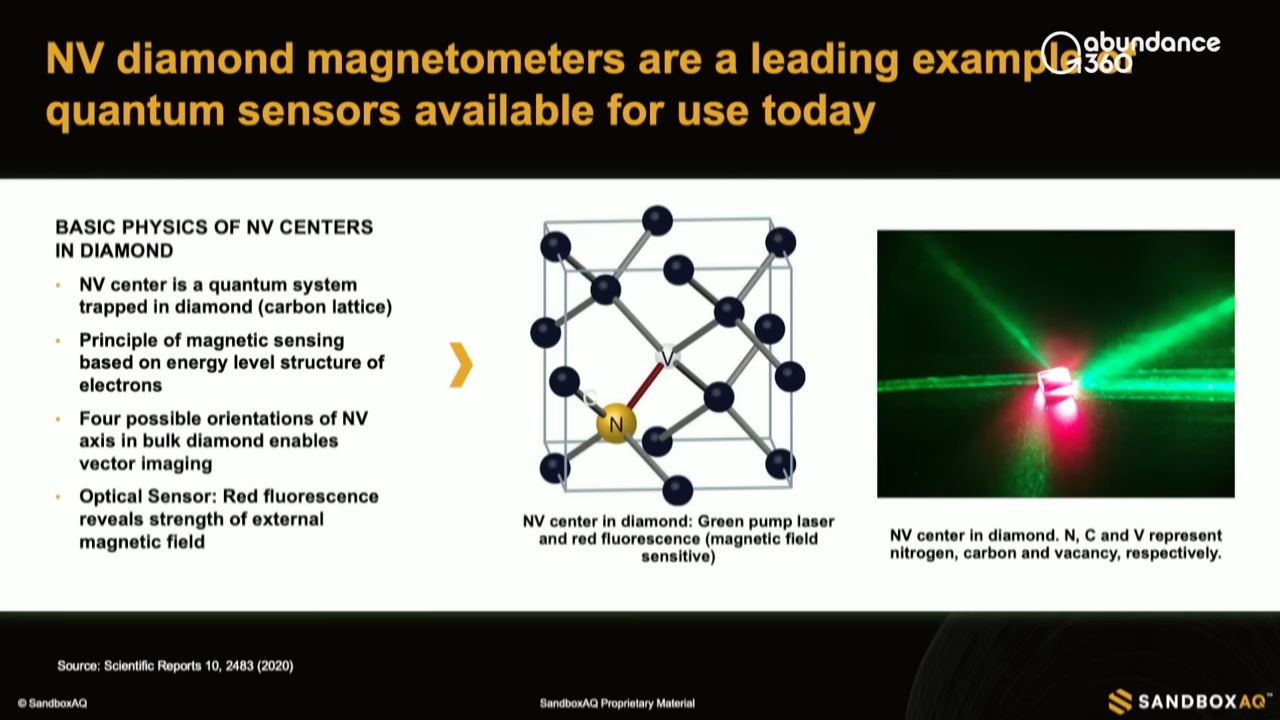 NV diamond magnetometers are a leading example of
quantum sensors available for use today
abundance
360
BASIC PHYSICS OF NV CENTERS
IN DIAMOND
• NV center is a quantum system
trapped in diamond (carbon lattice)
• Principle of magnetic sensing
based on energy level structure of
electrons
• Four possible orientations of NV
axis in bulk diamond enables
vector imaging
• Optical Sensor: Red fluorescence
reveals strength of external
magnetic field
V
C
N
NV center in diamond: Green pump laser
and red fluorescence (magnetic field
sensitive)
NV center in diamond. N, C and V represent
nitrogen, carbon and vacancy, respectively.
Source: Scientific Reports 10, 2483 (2020)
© SandboxAQ
SandboxAQ Proprietary Material
SANDBOXAQ™